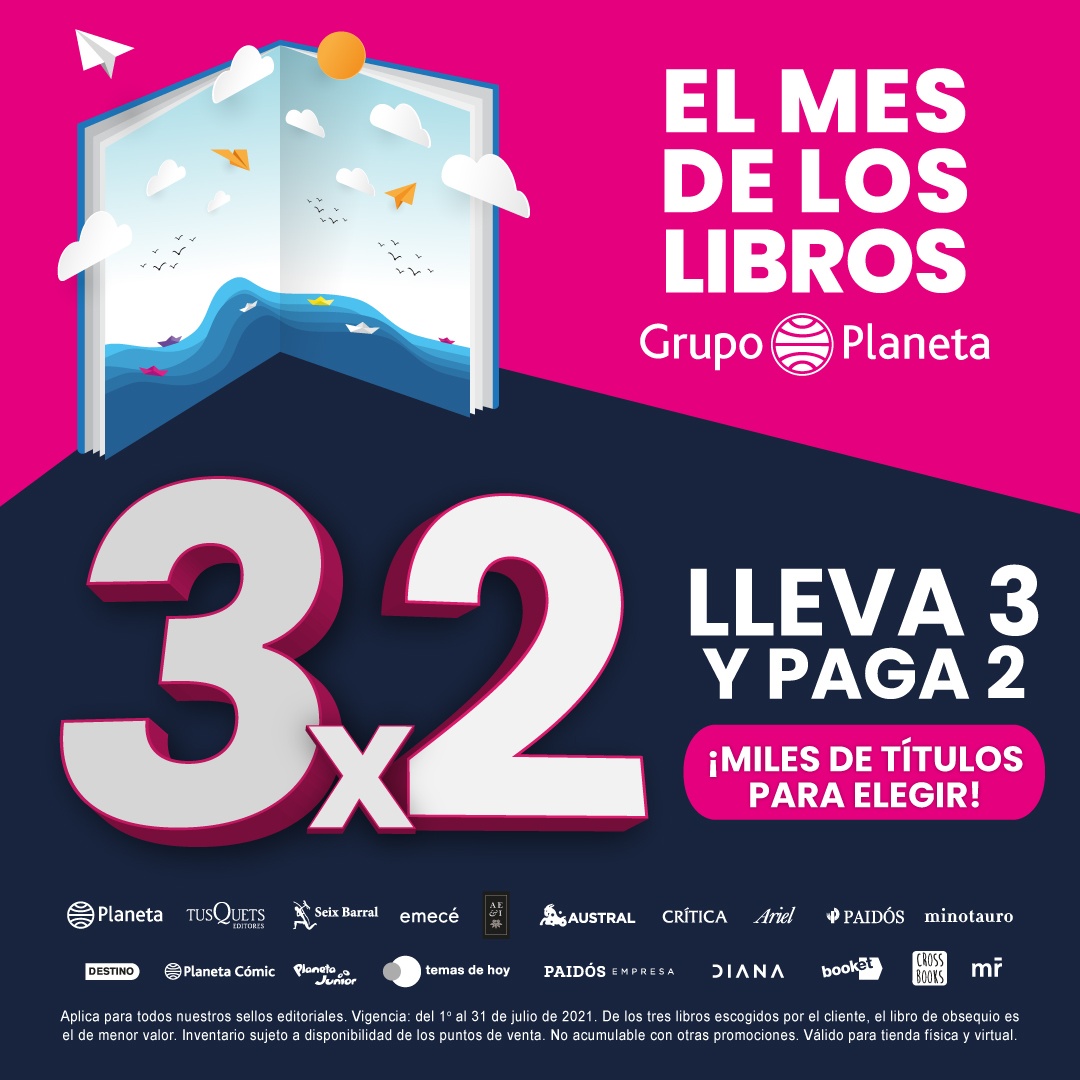 EL MES
DE LOS
LIBROS
Grupo Planeta
3x2
LLEVA 3
Y PAGA 2
¡MILES DE TÍTULOS
PARA ELEGIR!
Planeta TUSQUETS EDITORES Seix Barral emecé AE&I AUSTRAL CRÍTICA Ariel PAIDÓS minotauro
DESTINO Planeta Cómic Planeta Junior temas de hoy PAIDÓS EMPRESA DIANA booket CROSS BOOKS mr
Aplica para todos nuestros sellos editoriales. Vigencia: del 1º al 31 de julio de 2021. De los tres libros escogidos por el cliente, el libro de obsequio es
el de menor valor. Inventario sujeto a disponibilidad de los puntos de venta. No acumulable con otras promociones. Válido para tienda física y virtual.